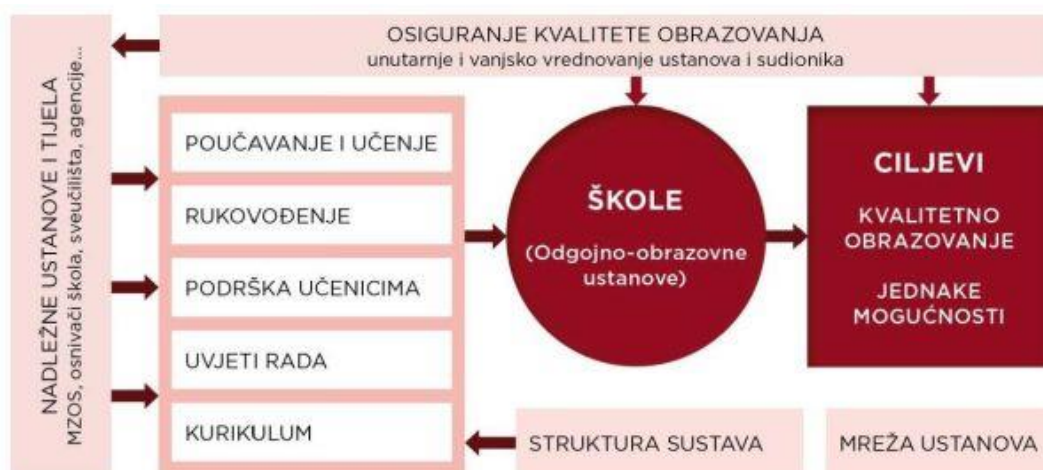 OSIGURANJE KVALITETE OBRAZOVANJA
unutarnje i vanjsko vrednovanje ustanova i sudionika
NADLEŽNE USTANOVE I TIJELA
MZOS, osnivači škola, sveučilišta, agencije...
POUČAVANJE I UČENJE
RUKOVOĐENJE
PODRŠKA UČENICIMA
UVJETI RADA
KURIKULUM
ŠKOLE
(Odgojno-obrazovne
ustanove)
CILJEVI
KVALITETNO
OBRAZOVANJE
JEDNAKE
MOGUĆNOSTI
STRUKTURA SUSTAVA
MREŽA USTANOVA